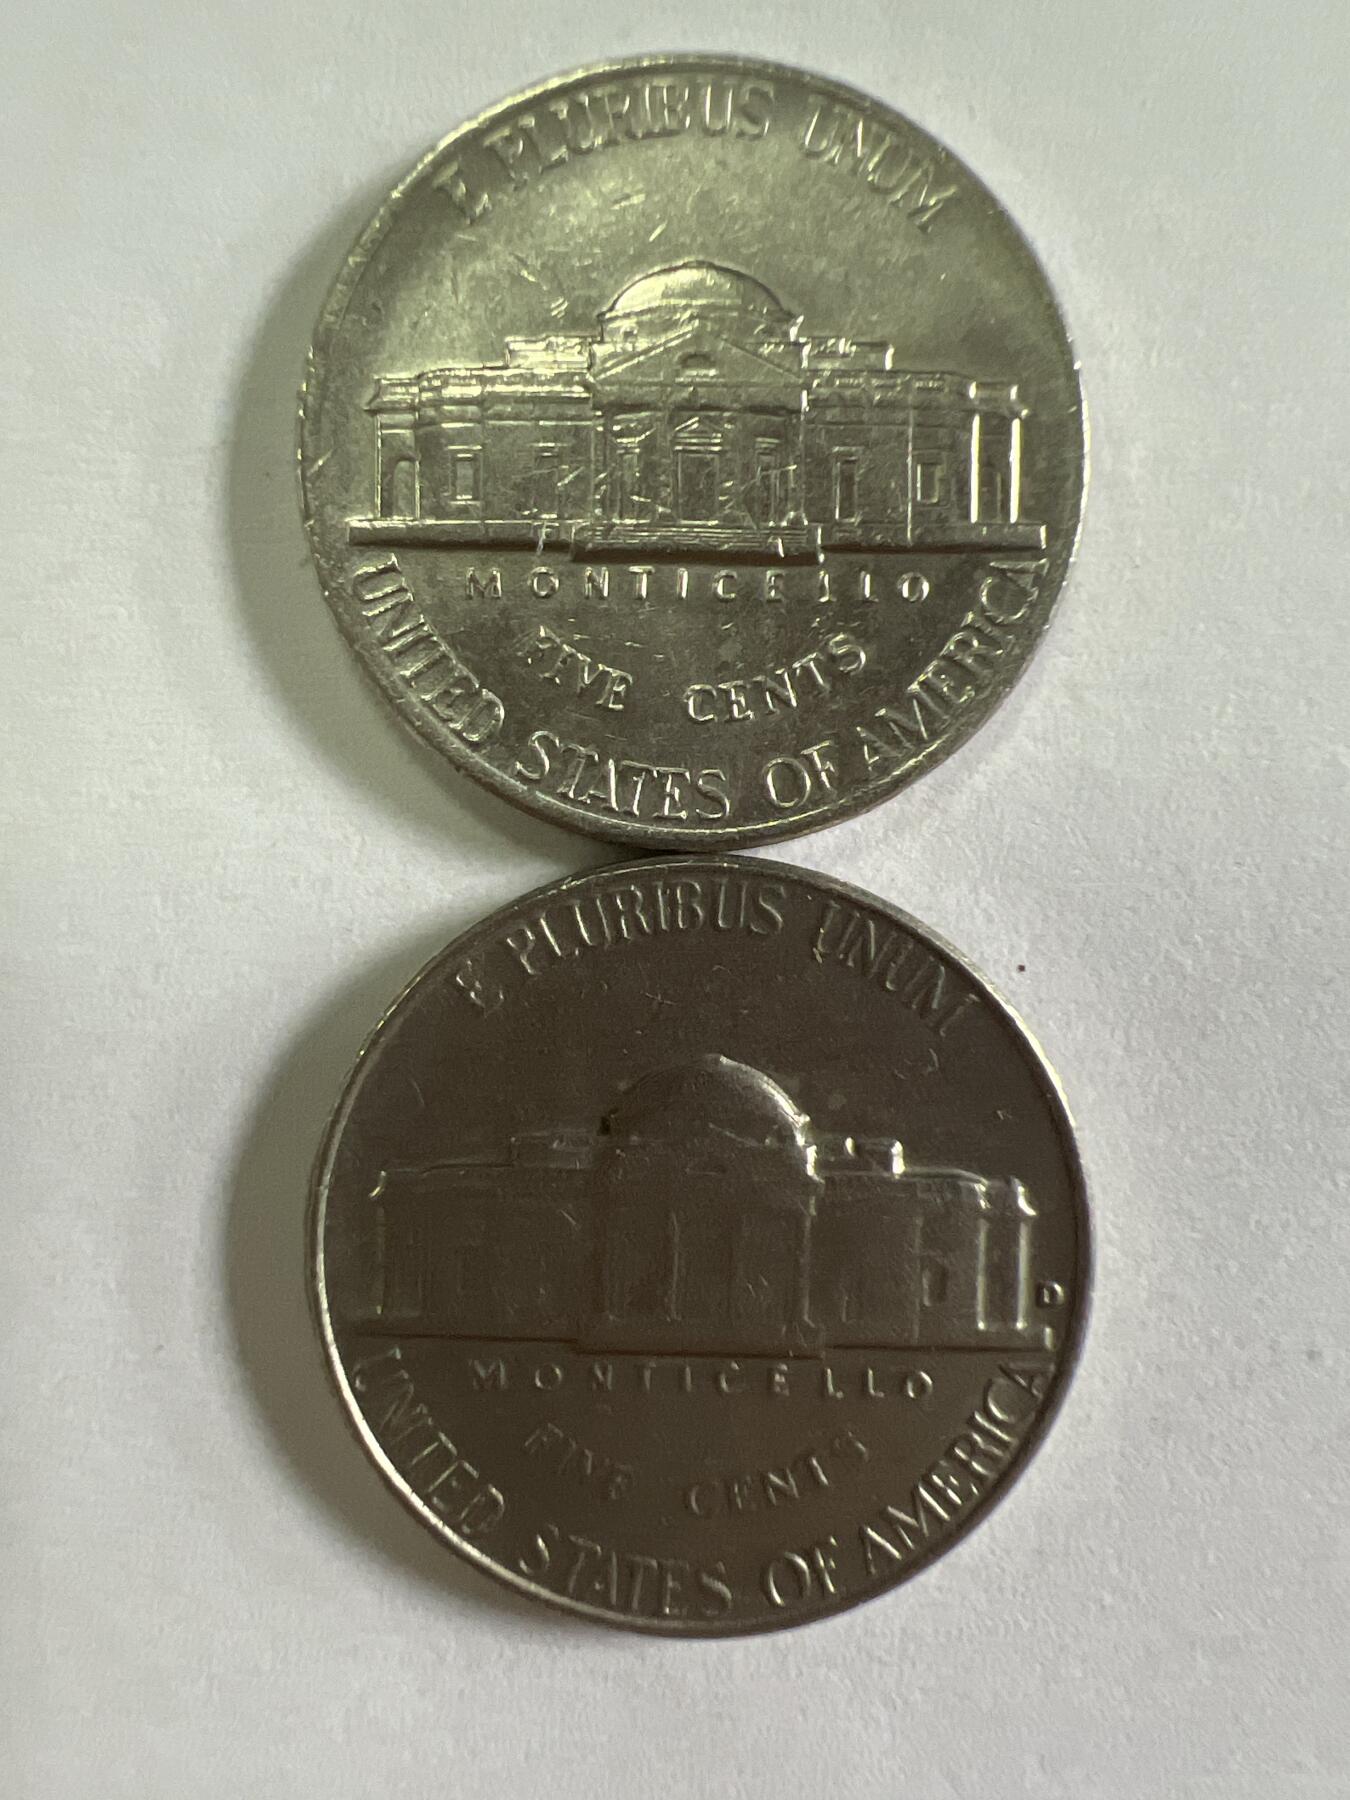 E PLURIBUS UNUM
MONTICELLO
FIVE CENTS
UNITED STATES OF AMERICA
E PLURIBUS UNUM
D
MONTICELLO
FIVE CENTS
UNITED STATES OF AMERICA